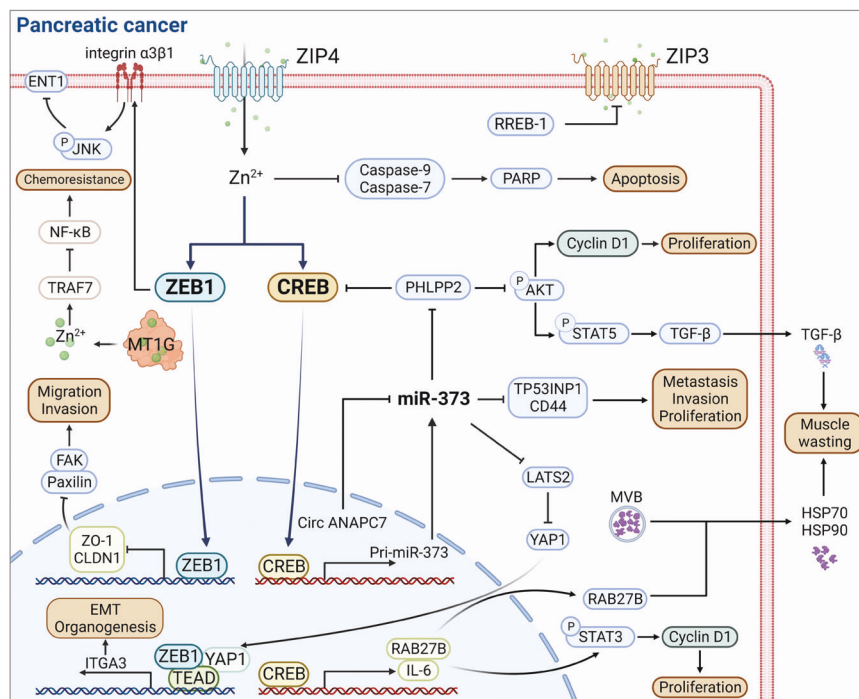 Pancreatic cancer
integrin α3β1
ZIP4
ZIP3
ENT1
RREB-1
P
JNK
Zn²⁺
Caspase-9
Caspase-7
PARP
Apoptosis
Chemoresistance
NF-κB
TRAF7
Zn²⁺
MT1G
ZEB1
CREB
PHLPP2
P
AKT
Cyclin D1
Proliferation
P
STAT5
TGF-β
TGF-β
Migration
Invasion
FAK
Paxilin
miR-373
TP53INP1
CD44
Metastasis
Invasion
Proliferation
Muscle
wasting
LATS2
YAP1
MVB
HSP70
HSP90
Circ ANAPC7
Pri-miR-373
ZO-1
CLDN1
ZEB1
CREB
RAB27B
EMT
Organogenesis
ITGA3
ZEB1
YAP1
TEAD
CREB
RAB27B
IL-6
P
STAT3
Cyclin D1
Proliferation